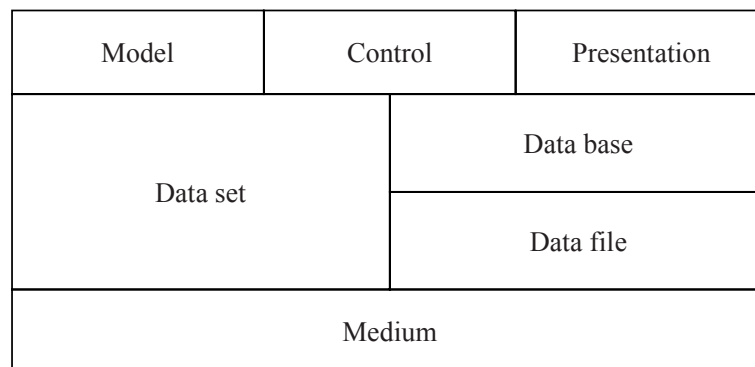 Model
Control
Presentation
Data set
Data base
Data file
Medium